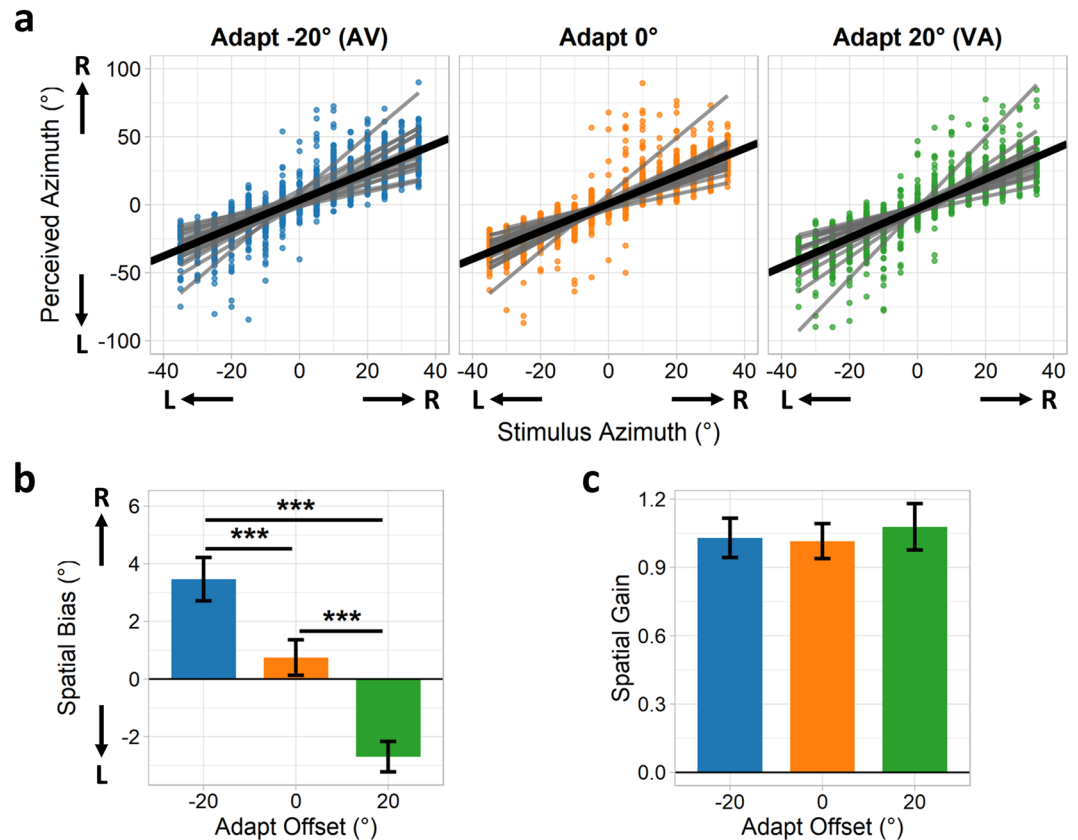 a
Adapt -20° (AV)
Adapt 0°
Adapt 20° (VA)
R
L
Perceived Azimuth (°)
100
50
0
-50
-100
-40 -20 0 20 40
-40 -20 0 20 40
-40 -20 0 20 40
L R
L R
L R
Stimulus Azimuth (°)
b
R
L
Spatial Bias (°)
6
4
2
0
-2
***
***
***
-20 0 20
Adapt Offset (°)
c
Spatial Gain
1.2
0.9
0.6
0.3
0.0
-20 0 20
Adapt Offset (°)